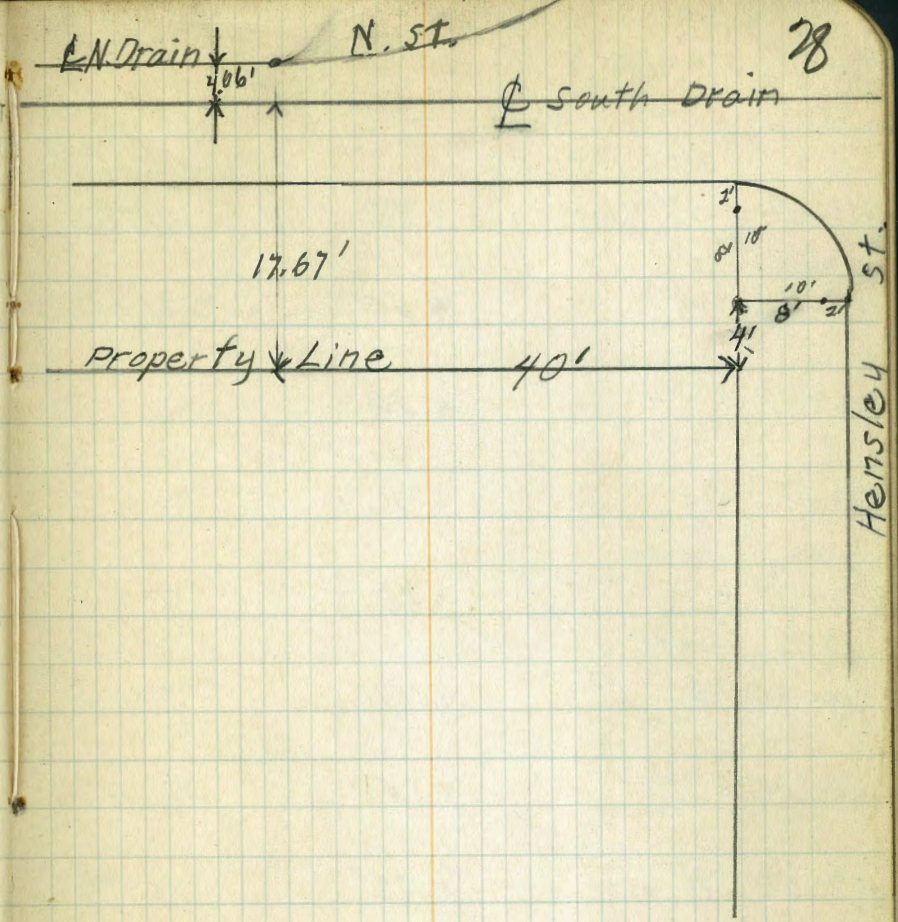 28
℄ N. Drain
N. St.
4.06'
℄ South Drain
2'
8' 10'
17.67'
10'
8' 2'
4'
Property Line 40'
Hensley St.